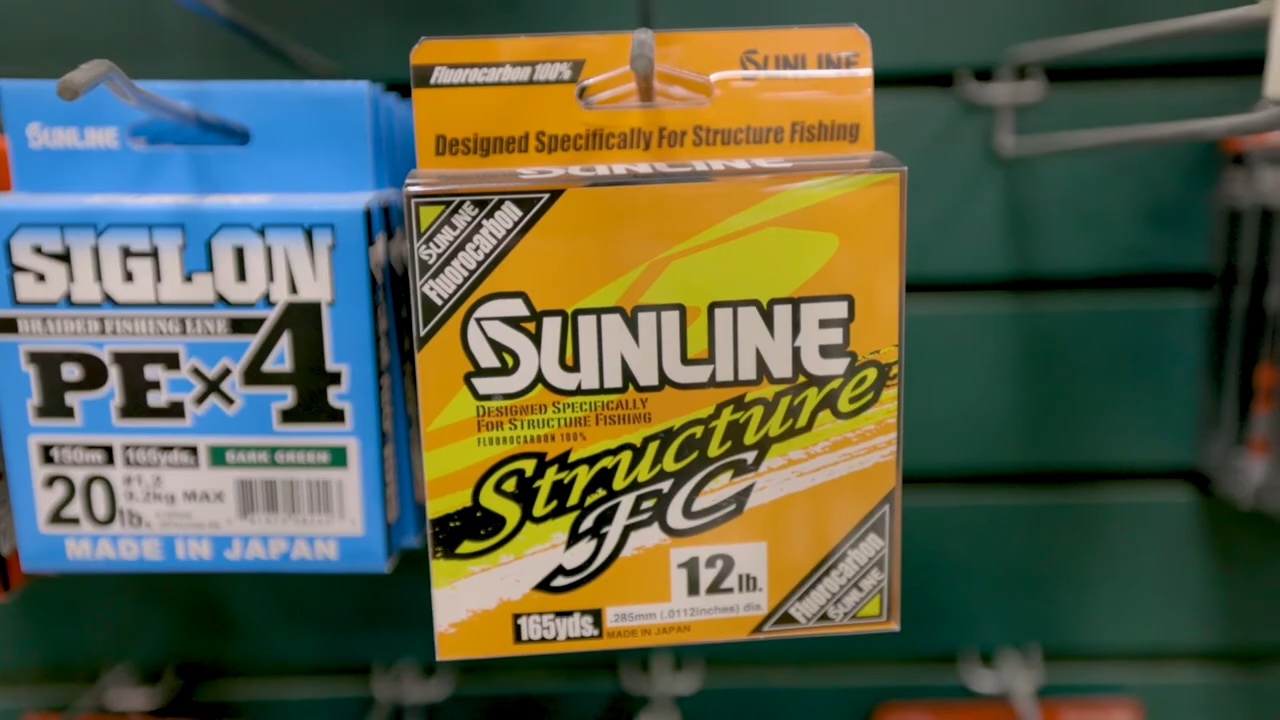 SUNLINE
SIGLON
BRAIDED FISHING LINE
PE×4
150m 165yds. DARK GREEN
20lb.
#1.2
9.2kg MAX
MADE IN JAPAN
Fluorocarbon 100%
SUNLINE
Designed Specifically For Structure Fishing
SUNLINE
SUNLINE
Fluorocarbon
SUNLINE
DESIGNED SPECIFICALLY
FOR STRUCTURE FISHING
FLUOROCARBON 100%
Structure
FC
12lb.
165yds.
.285mm (.0112inches) dia.
MADE IN JAPAN
Fluorocarbon
SUNLINE